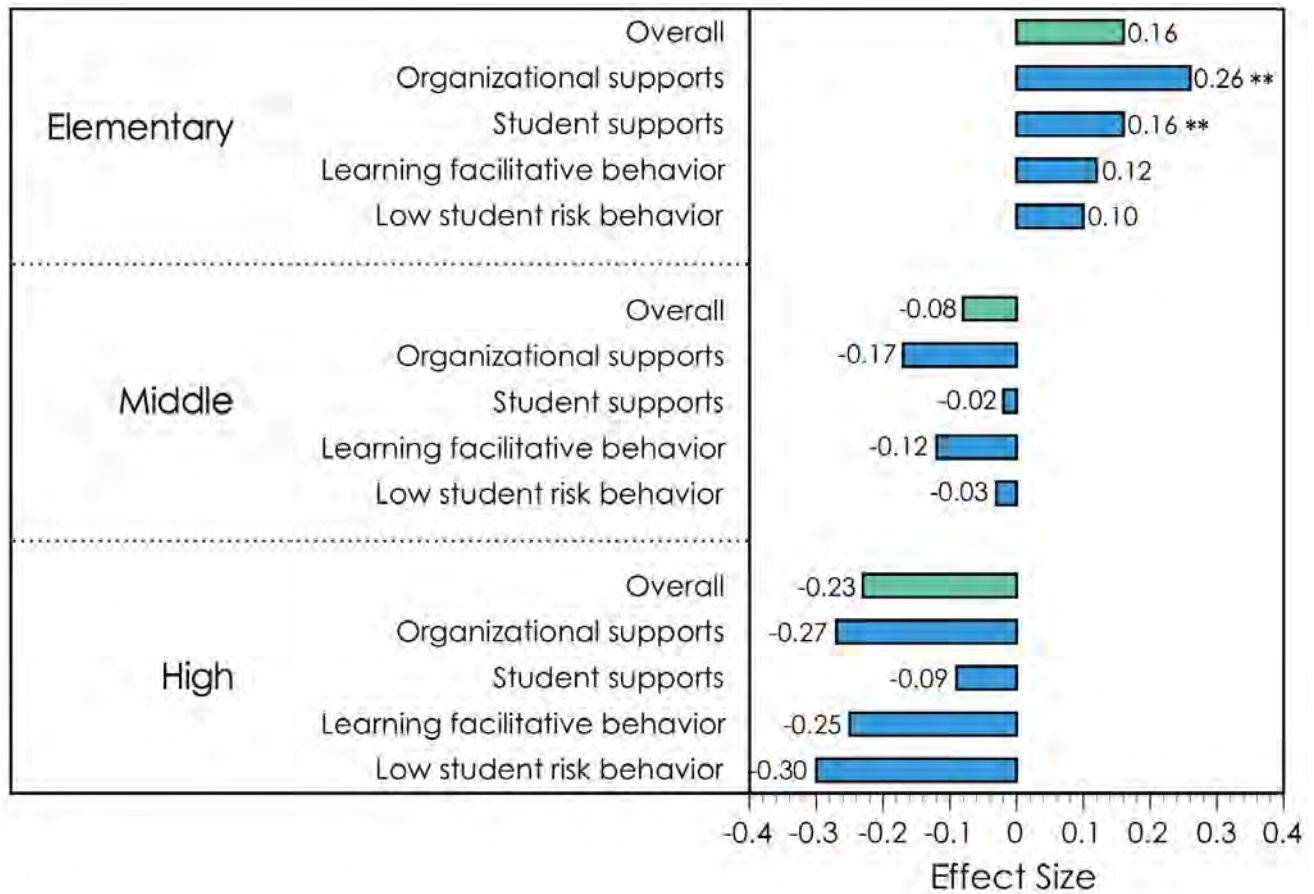 Overall 0.16
Organizational supports 0.26 **
Elementary Student supports 0.16 **
Learning facilitative behavior 0.12
Low student risk behavior 0.10
Overall -0.08
Organizational supports -0.17
Middle Student supports -0.02
Learning facilitative behavior -0.12
Low student risk behavior -0.03
Overall -0.23
Organizational supports -0.27
High Student supports -0.09
Learning facilitative behavior -0.25
Low student risk behavior -0.30
-0.4 -0.3 -0.2 -0.1 0 0.1 0.2 0.3 0.4
Effect Size